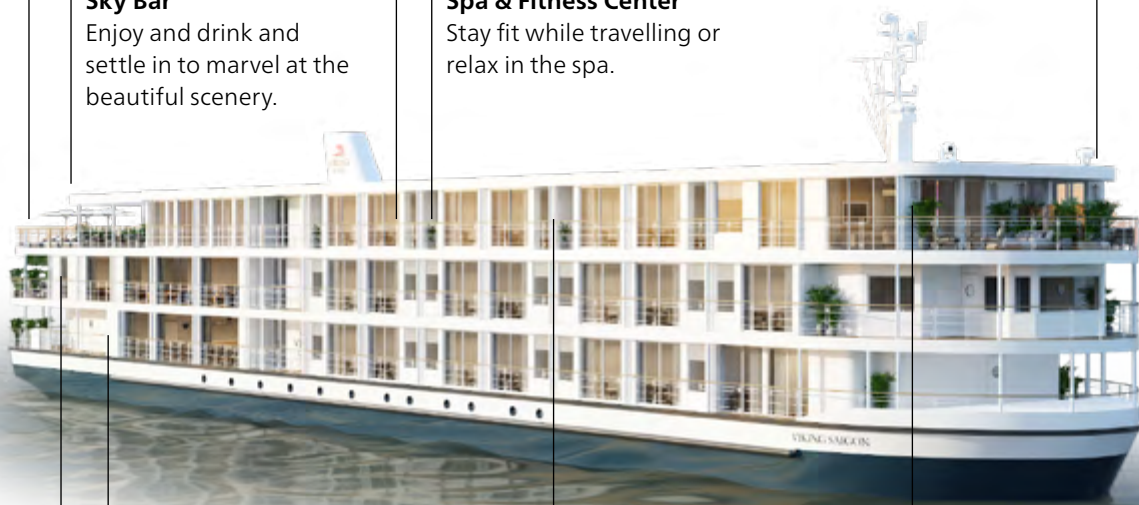 Sky Bar
Enjoy and drink and
settle in to marvel at the
beautiful scenery.
Spa & Fitness Center
Stay fit while travelling or
relax in the spa.
VIKING SAIGON